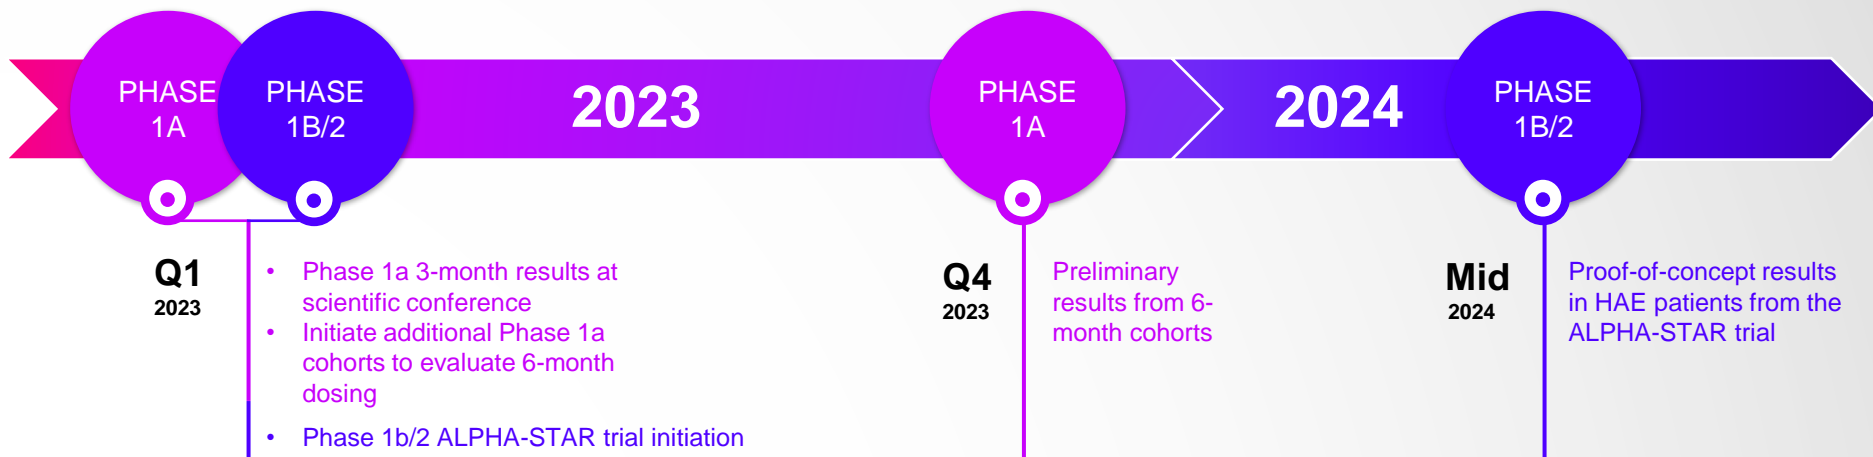 PHASE
1A
PHASE
1B/2
2023
PHASE
1A
2024
PHASE
1B/2
Q1
2023
• Phase 1a 3-month results at
scientific conference
• Initiate additional Phase 1a
cohorts to evaluate 6-month
dosing
• Phase 1b/2 ALPHA-STAR trial initiation
Q4
2023
Preliminary
results from 6-
month cohorts
Mid
2024
Proof-of-concept results
in HAE patients from the
ALPHA-STAR trial